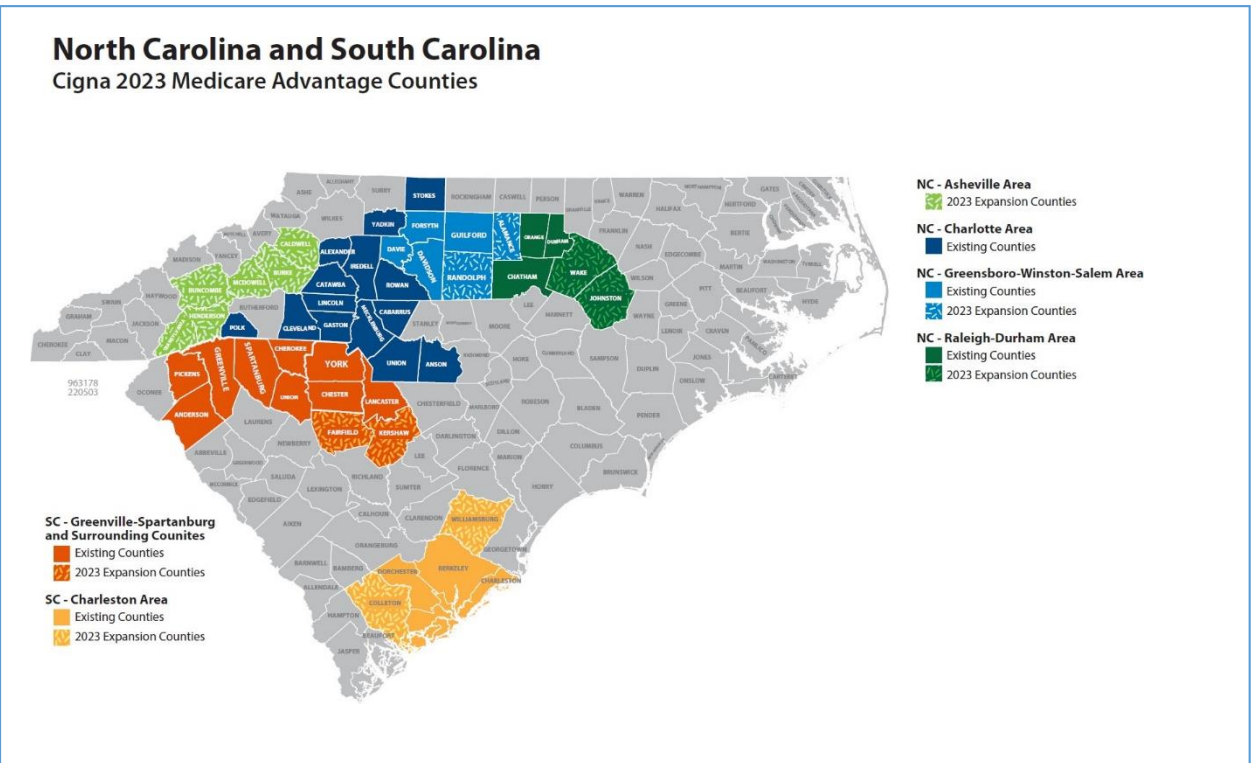 North Carolina and South Carolina
Cigna 2023 Medicare Advantage Counties
NC - Asheville Area
2023 Expansion Counties
NC - Charlotte Area
Existing Counties
NC - Greensboro-Winston-Salem Area
Existing Counties
2023 Expansion Counties
NC - Raleigh-Durham Area
Existing Counties
2023 Expansion Counties
ALLEGHANY
ASHE
SURRY
STOKES
ROCKINGHAM
CASWELL
PERSON
WARREN
HALIFAX
GATES
HERTFORD
WATAUGA
WILKES
YADKIN
FORSYTH
GUILFORD
ALAMANCE
ORANGE
DURHAM
FRANKLIN
NASH
BERTIE
AVERY
CALDWELL
ALEXANDER
IREDELL
DAVIE
DAVIDSON
RANDOLPH
CHATHAM
WAKE
EDGECOMBE
MARTIN
WASHINGTON
TYRRELL
MADISON
YANCEY
BURKE
MCDOWELL
CATAWBA
ROWAN
JOHNSTON
WILSON
PITT
BEAUFORT
HYDE
BUNCOMBE
HAYWOOD
SWAIN
GRAHAM
JACKSON
HENDERSON
RUTHERFORD
LINCOLN
CABARRUS
LEE
HARNETT
WAYNE
GREENE
LENOIR
CRAVEN
PAMLICO
CHEROKEE
CLAY
MACON
POLK
CLEVELAND
GASTON
MECKLENBURG
STANLEY
MOORE
UNION
ANSON
HOKE
CUMBERLAND
SAMPSON
DUPLIN
JONES
ONSLOW
CARTERET
963178
220503
OCONEE
PICKENS
GREENVILLE
SPARTANBURG
CHEROKEE
YORK
UNION
CHESTER
LANCASTER
ANDERSON
CHESTERFIELD
MARLBORO
ROBESON
BLADEN
PENDER
FAIRFIELD
KERSHAW
LAURENS
NEWBERRY
ABBEVILLE
DARLINGTON
DILLON
LEE
MARION
FLORENCE
COLUMBUS
BRUNSWICK
HORRY
SALUDA
RICHLAND
LEXINGTON
SUMTER
EDGEFIELD
AIKEN
CALHOUN
CLARENDON
WILLIAMSBURG
ORANGEBURG
GEORGETOWN
BARNWELL
BAMBERG
DORCHESTER
BERKELEY
CHARLESTON
ALLENDALE
COLLETON
HAMPTON
BEAUFORT
JASPER
SC - Greenville-Spartanburg
and Surrounding Counites
Existing Counties
2023 Expansion Counties
SC - Charleston Area
Existing Counties
2023 Expansion Counties